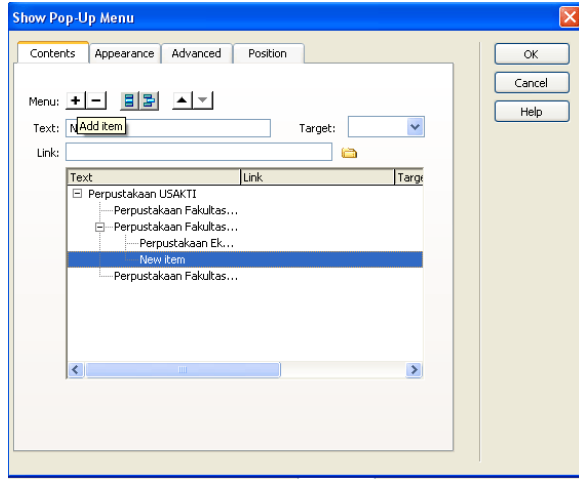 Show Pop-Up Menu
Contents Appearance Advanced Position
OK
Cancel
Help
Menu:
Text: N Target:
Add item
Link:
Text Link Targe
Perpustakaan USAKTI
Perpustakaan Fakultas...
Perpustakaan Fakultas...
Perpustakaan Ek...
New item
Perpustakaan Fakultas...